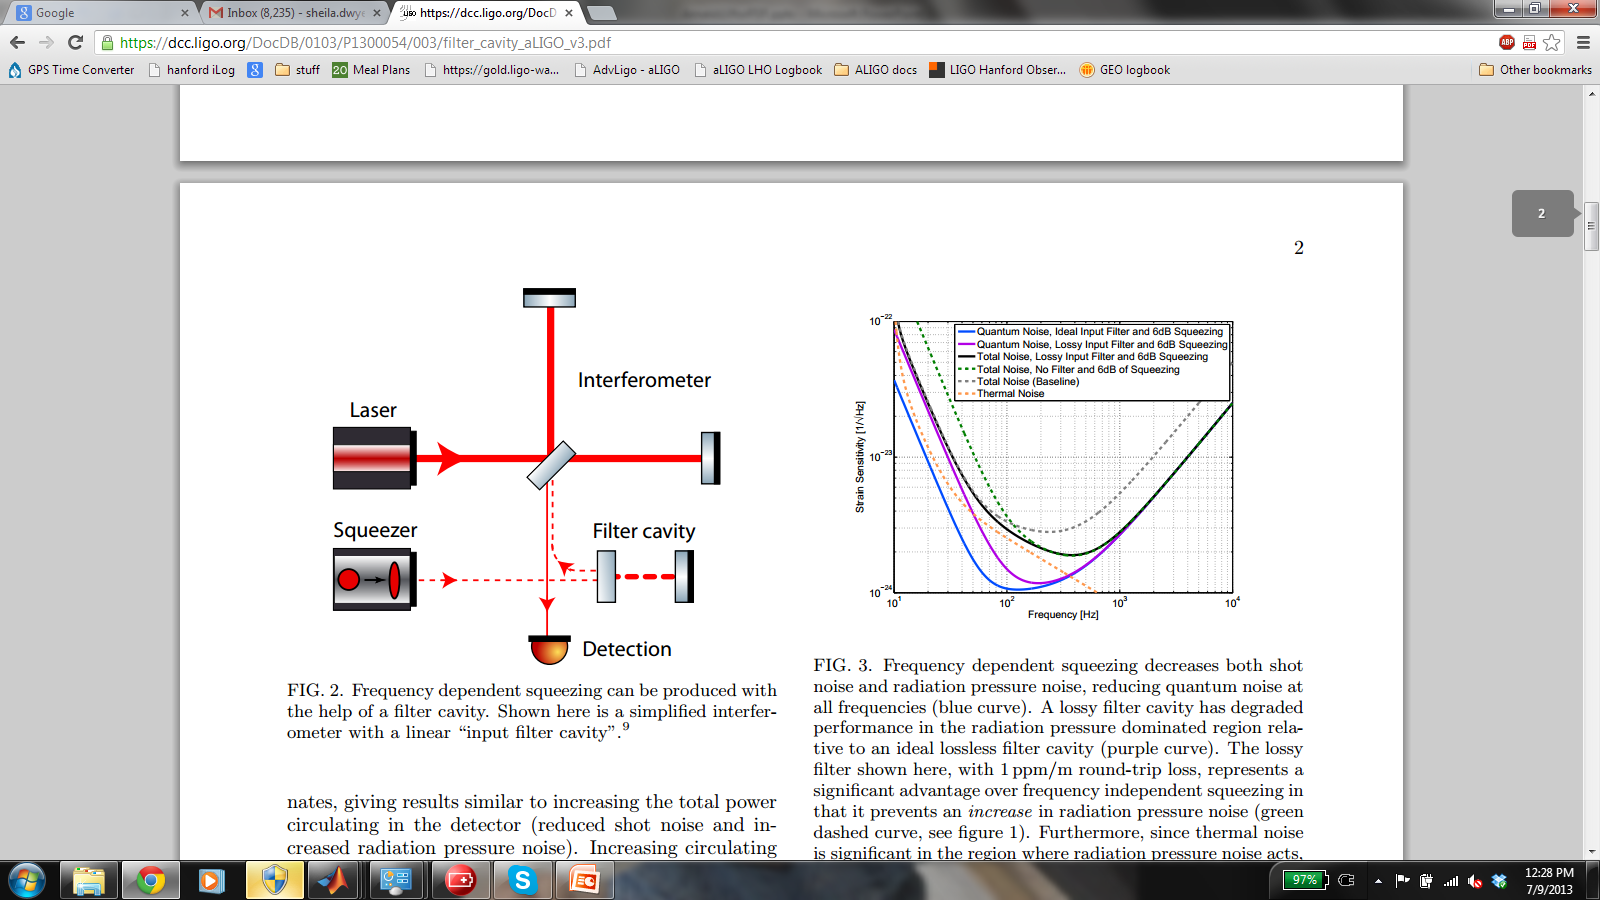 Google
Inbox (8,235) - sheila.dwye
https://dcc.ligo.org/DocD
https://dcc.ligo.org/DocDB/0103/P1300054/003/filter_cavity_aLIGO_v3.pdf
ABP
GPS Time Converter
hanford iLog
stuff
20 Meal Plans
https://gold.ligo-wa...
AdvLigo - aLIGO
aLIGO LHO Logbook
ALIGO docs
LIGO Hanford Obser...
GEO logbook
Other bookmarks
2
2
Interferometer
Laser
Squeezer
Filter cavity
Detection
FIG. 2. Frequency dependent squeezing can be produced with
the help of a filter cavity. Shown here is a simplified interfer-
ometer with a linear “input filter cavity”.9
nates, giving results similar to increasing the total power
circulating in the detector (reduced shot noise and in-
creased radiation pressure noise). Increasing circulating
Quantum Noise, Ideal Input Filter and 6dB Squeezing
Quantum Noise, Lossy Input Filter and 6dB Squeezing
Total Noise, Lossy Input Filter and 6dB Squeezing
Total Noise, No Filter and 6dB of Squeezing
Total Noise (Baseline)
Thermal Noise
10-22
10-23
10-24
Strain Sensitivity [1/√Hz]
101 102 103 104
Frequency [Hz]
FIG. 3. Frequency dependent squeezing decreases both shot
noise and radiation pressure noise, reducing quantum noise at
all frequencies (blue curve). A lossy filter cavity has degraded
performance in the radiation pressure dominated region rela-
tive to an ideal lossless filter cavity (purple curve). The lossy
filter shown here, with 1 ppm/m round-trip loss, represents a
significant advantage over frequency independent squeezing in
that it prevents an increase in radiation pressure noise (green
dashed curve, see figure 1). Furthermore, since thermal noise
is significant in the region where radiation pressure noise acts,
97%
12:28 PM
7/9/2013